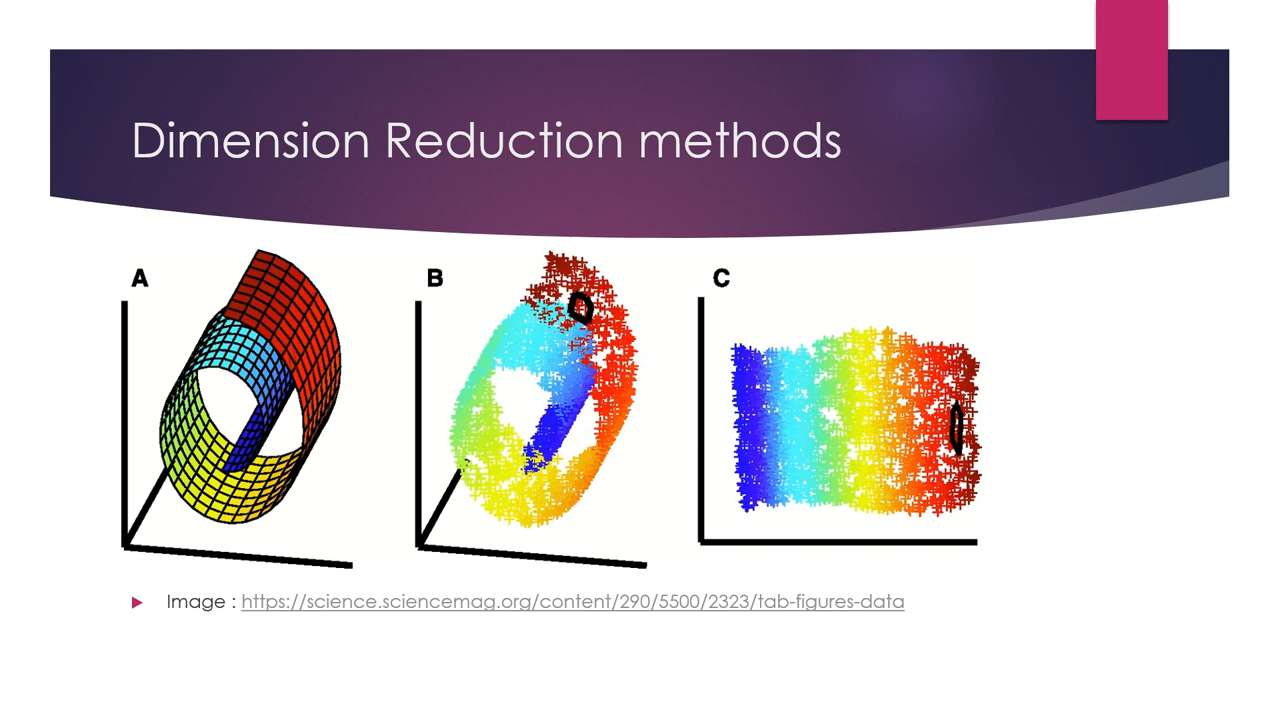 Dimension Reduction methods
A B C
Image : https://science.sciencemag.org/content/290/5500/2323/tab-figures-data